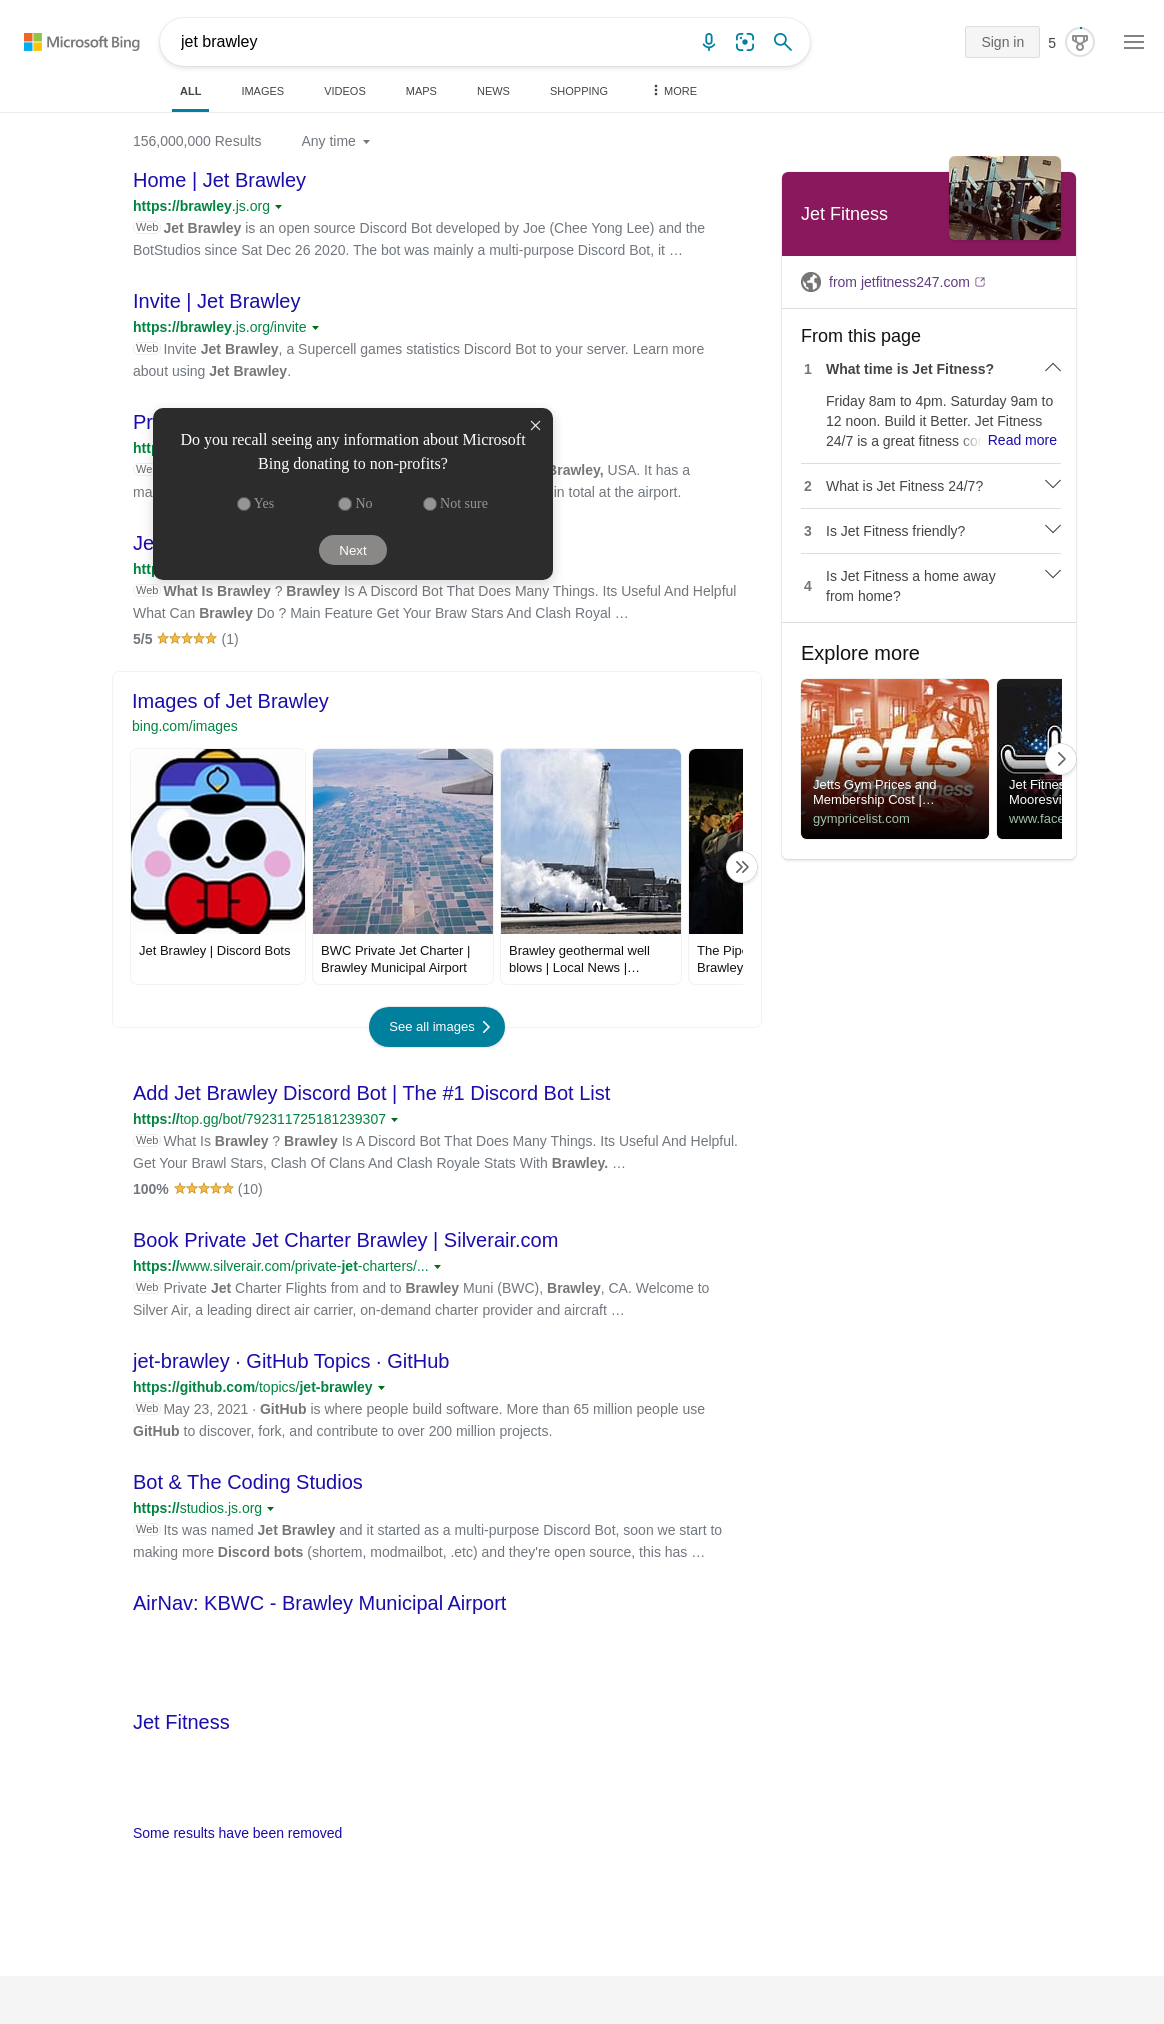 Microsoft Bing
jet brawley
Sign in
5
ALL
IMAGES
VIDEOS
MAPS
NEWS
SHOPPING
MORE
156,000,000 Results
Any time
Home | Jet Brawley
https://brawley.js.org
Web Jet Brawley is an open source Discord Bot developed by Joe (Chee Yong Lee) and the
BotStudios since Sat Dec 26 2020. The bot was mainly a multi-purpose Discord Bot, it …
Invite | Jet Brawley
https://brawley.js.org/invite
Web Invite Jet Brawley, a Supercell games statistics Discord Bot to your server. Learn more
about using Jet Brawley.
Do you recall seeing any information about Microsoft
Bing donating to non-profits?
Yes
No
Not sure
Next
Brawley, USA. It has a
in total at the airport.
Web What Is Brawley ? Brawley Is A Discord Bot That Does Many Things. Its Useful And Helpful
What Can Brawley Do ? Main Feature Get Your Braw Stars And Clash Royal …
5/5 (1)
Images of Jet Brawley
bing.com/images
Jet Brawley | Discord Bots
BWC Private Jet Charter |
Brawley Municipal Airport
Brawley geothermal well
blows | Local News |…
The Pipe
Brawley
See all images
Add Jet Brawley Discord Bot | The #1 Discord Bot List
https://top.gg/bot/792311725181239307
Web What Is Brawley ? Brawley Is A Discord Bot That Does Many Things. Its Useful And Helpful.
Get Your Brawl Stars, Clash Of Clans And Clash Royale Stats With Brawley. …
100% (10)
Book Private Jet Charter Brawley | Silverair.com
https://www.silverair.com/private-jet-charters/...
Web Private Jet Charter Flights from and to Brawley Muni (BWC), Brawley, CA. Welcome to
Silver Air, a leading direct air carrier, on-demand charter provider and aircraft …
jet-brawley · GitHub Topics · GitHub
https://github.com/topics/jet-brawley
Web May 23, 2021 · GitHub is where people build software. More than 65 million people use
GitHub to discover, fork, and contribute to over 200 million projects.
Bot & The Coding Studios
https://studios.js.org
Web Its was named Jet Brawley and it started as a multi-purpose Discord Bot, soon we start to
making more Discord bots (shortem, modmailbot, .etc) and they're open source, this has …
AirNav: KBWC - Brawley Municipal Airport
Jet Fitness
Some results have been removed
Jet Fitness
from jetfitness247.com
From this page
1 What time is Jet Fitness?
Friday 8am to 4pm. Saturday 9am to
12 noon. Build it Better. Jet Fitness
24/7 is a great fitness Read more
2 What is Jet Fitness 24/7?
3 Is Jet Fitness friendly?
4 Is Jet Fitness a home away
from home?
Explore more
jetts
Jetts Gym Prices and
Membership Cost |…
gympricelist.com
Jet Fitnes
Mooresvi
www.face